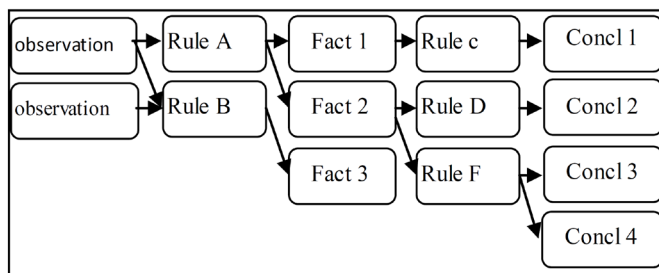 observation Rule A Fact 1 Rule c Concl 1
observation Rule B Fact 2 Rule D Concl 2
Fact 3 Rule F Concl 3
Concl 4